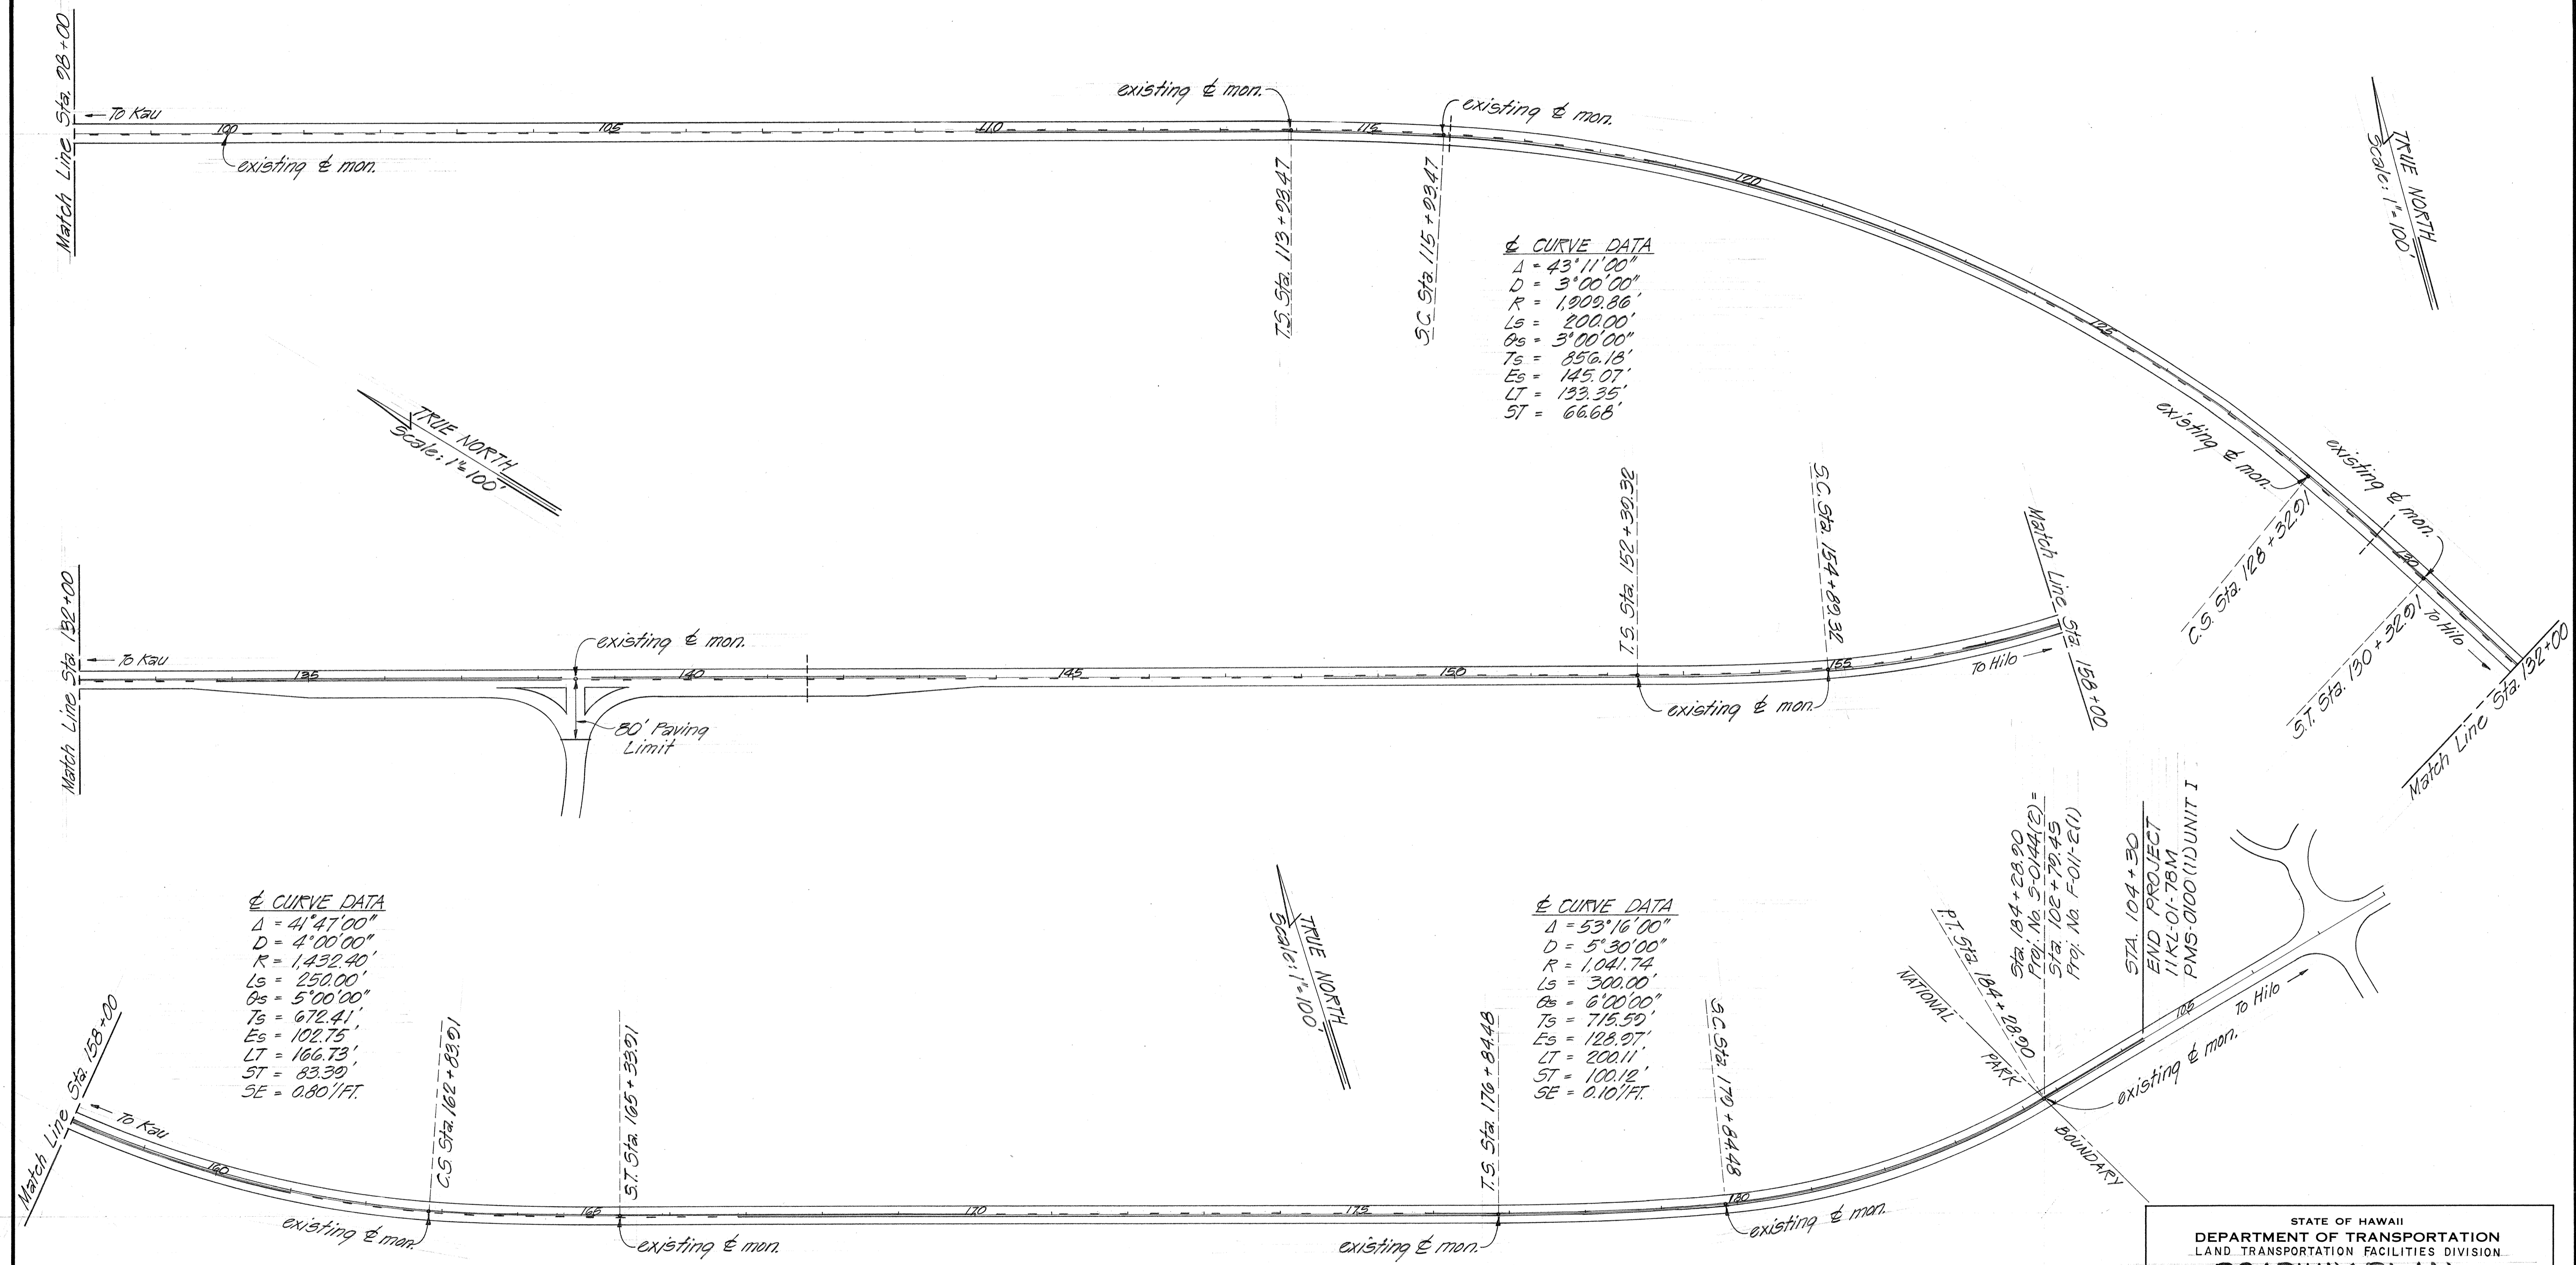 Match Line Sta. 98+00
← To Kau
100
105
110
115
120
125
130
existing ℄ mon.
existing ℄ mon.
existing ℄ mon.
T.S. Sta. 113+93.47
S.C. Sta. 115+93.47
℄ CURVE DATA
Δ = 43°11'00"
D = 3°00'00"
R = 1,909.86'
Ls = 200.00'
θs = 3°00'00"
Ts = 856.18'
Es = 145.07'
LT = 133.35'
ST = 66.68'
TRUE NORTH
Scale: 1"=100'
existing ℄ mon.
existing ℄ mon.
C.S. Sta. 128+32.91
S.T. Sta. 130+32.91
To Hilo →
Match Line Sta. 132+00
TRUE NORTH
Scale: 1"=100'
Match Line Sta. 132+00
← To Kau
135
140
145
150
155
existing ℄ mon.
80' Paving
Limit
T.S. Sta. 152+39.32
S.C. Sta. 154+89.32
existing ℄ mon.
To Hilo →
Match Line Sta. 158+00
℄ CURVE DATA
Δ = 41°47'00"
D = 4°00'00"
R = 1,432.40'
Ls = 250.00'
θs = 5°00'00"
Ts = 672.41'
Es = 102.75'
LT = 166.73'
ST = 83.39'
SE = 0.80'/FT.
Match Line Sta. 158+00
← To Kau
160
165
170
175
180
105
existing ℄ mon.
C.S. Sta. 162+83.91
S.T. Sta. 165+33.91
existing ℄ mon.
TRUE NORTH
Scale: 1"=100'
℄ CURVE DATA
Δ = 53°16'00"
D = 5°30'00"
R = 1,041.74
Ls = 300.00'
θs = 6°00'00"
Ts = 715.59'
Es = 128.97'
LT = 200.11'
ST = 100.12'
SE = 0.10'/FT.
T.S. Sta. 176+84.48
existing ℄ mon.
S.C. Sta. 179+84.48
existing ℄ mon.
P.T. Sta. 184+28.90
NATIONAL PARK BOUNDARY
Sta. 184+28.90
Proj. No. S-0144(2) =
Sta. 102+79.45
Proj. No. F-011-2(1)
STA. 104+30
END PROJECT
11KL-01-78M
PMS-0100(1)UNIT I
existing ℄ mon.
To Hilo →
STATE OF HAWAII
DEPARTMENT OF TRANSPORTATION
LAND TRANSPORTATION FACILITIES DIVISION
ROADWAY PLAN